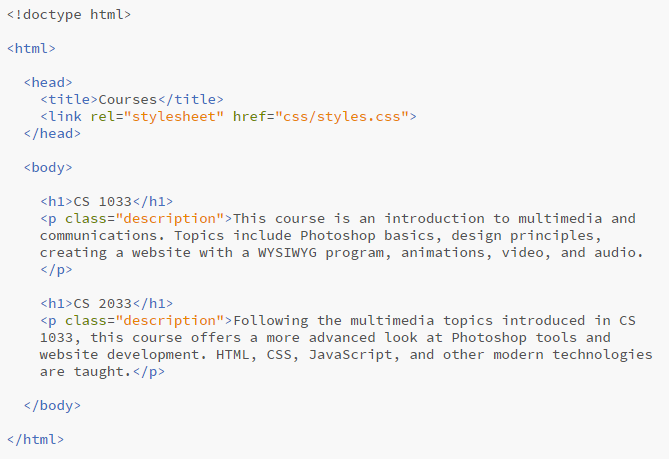 <!doctype html>
<html>
<head>
<title>Courses</title>
<link rel="stylesheet" href="css/styles.css">
</head>
<body>
<h1>CS 1033</h1>
<p class="description">This course is an introduction to multimedia and
communications. Topics include Photoshop basics, design principles,
creating a website with a WYSIWYG program, animations, video, and audio.
</p>
<h1>CS 2033</h1>
<p class="description">Following the multimedia topics introduced in CS
1033, this course offers a more advanced look at Photoshop tools and
website development. HTML, CSS, JavaScript, and other modern technologies
are taught.</p>
</body>
</html>